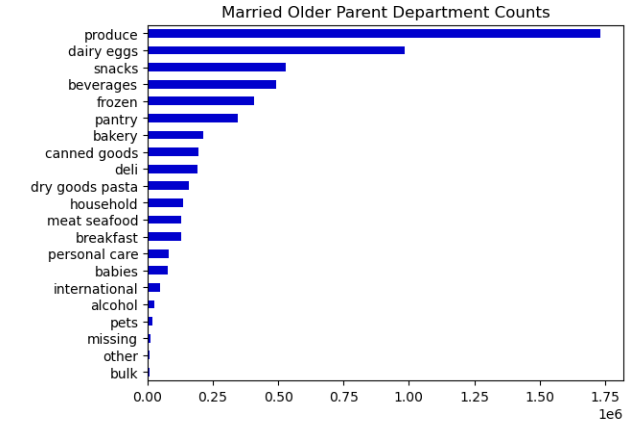 Married Older Parent Department Counts
produce
dairy eggs
snacks
beverages
frozen
pantry
bakery
canned goods
deli
dry goods pasta
household
meat seafood
breakfast
personal care
babies
international
alcohol
pets
missing
other
bulk
0.00 0.25 0.50 0.75 1.00 1.25 1.50 1.75
1e6